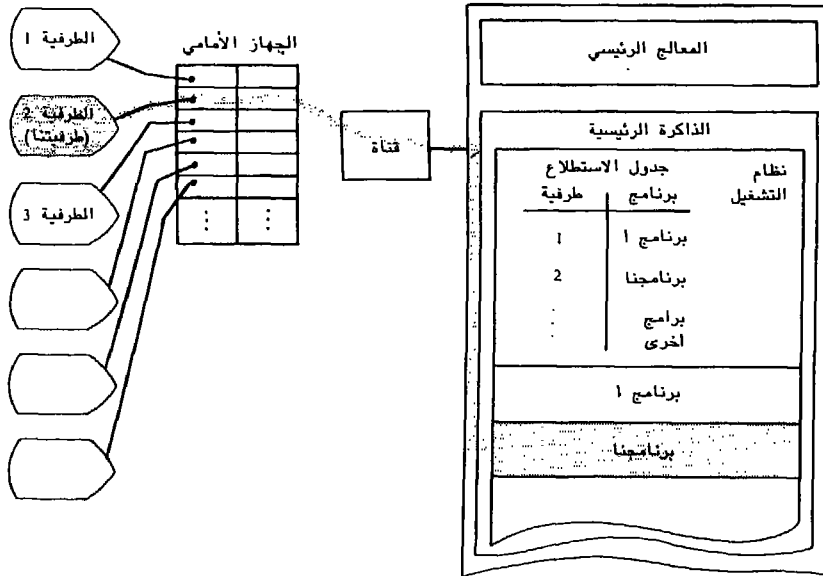 المعالج الرئيسي
الجهاز الأمامي
الطرفية 1
الطرفية 2
(طرفيتنا)
الطرفية 3
قناة
الذاكرة الرئيسية
نظام
التشغيل
جدول الاستطلاع
برنامج
طرفية
برنامج 1
1
برنامجنا
2
برامج
اخرى
برنامج 1
برنامجنا